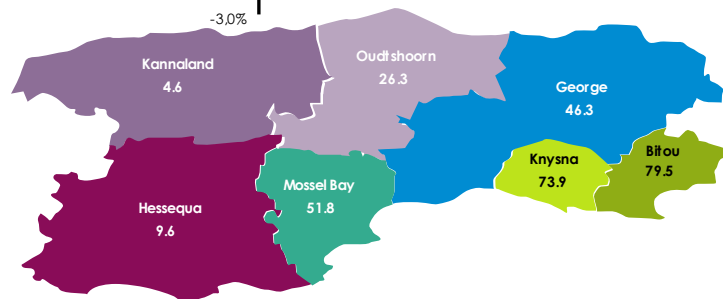 -3,0%
Kannaland
4.6
Oudtshoorn
26.3
George
46.3
Knysna
73.9
Bitou
79.5
Mossel Bay
51.8
Hessequa
9.6